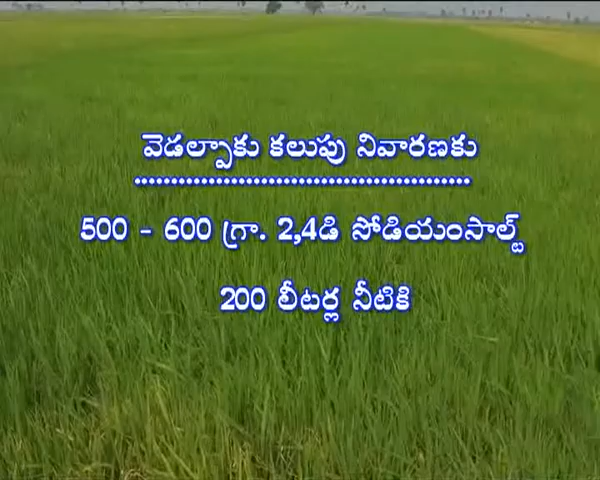 వెడల్పాకు కలుపు నివారణకు
500 - 600 గ్రా. 2,4డి సోడియంసాల్ట్
200 లీటర్ల నీటికి